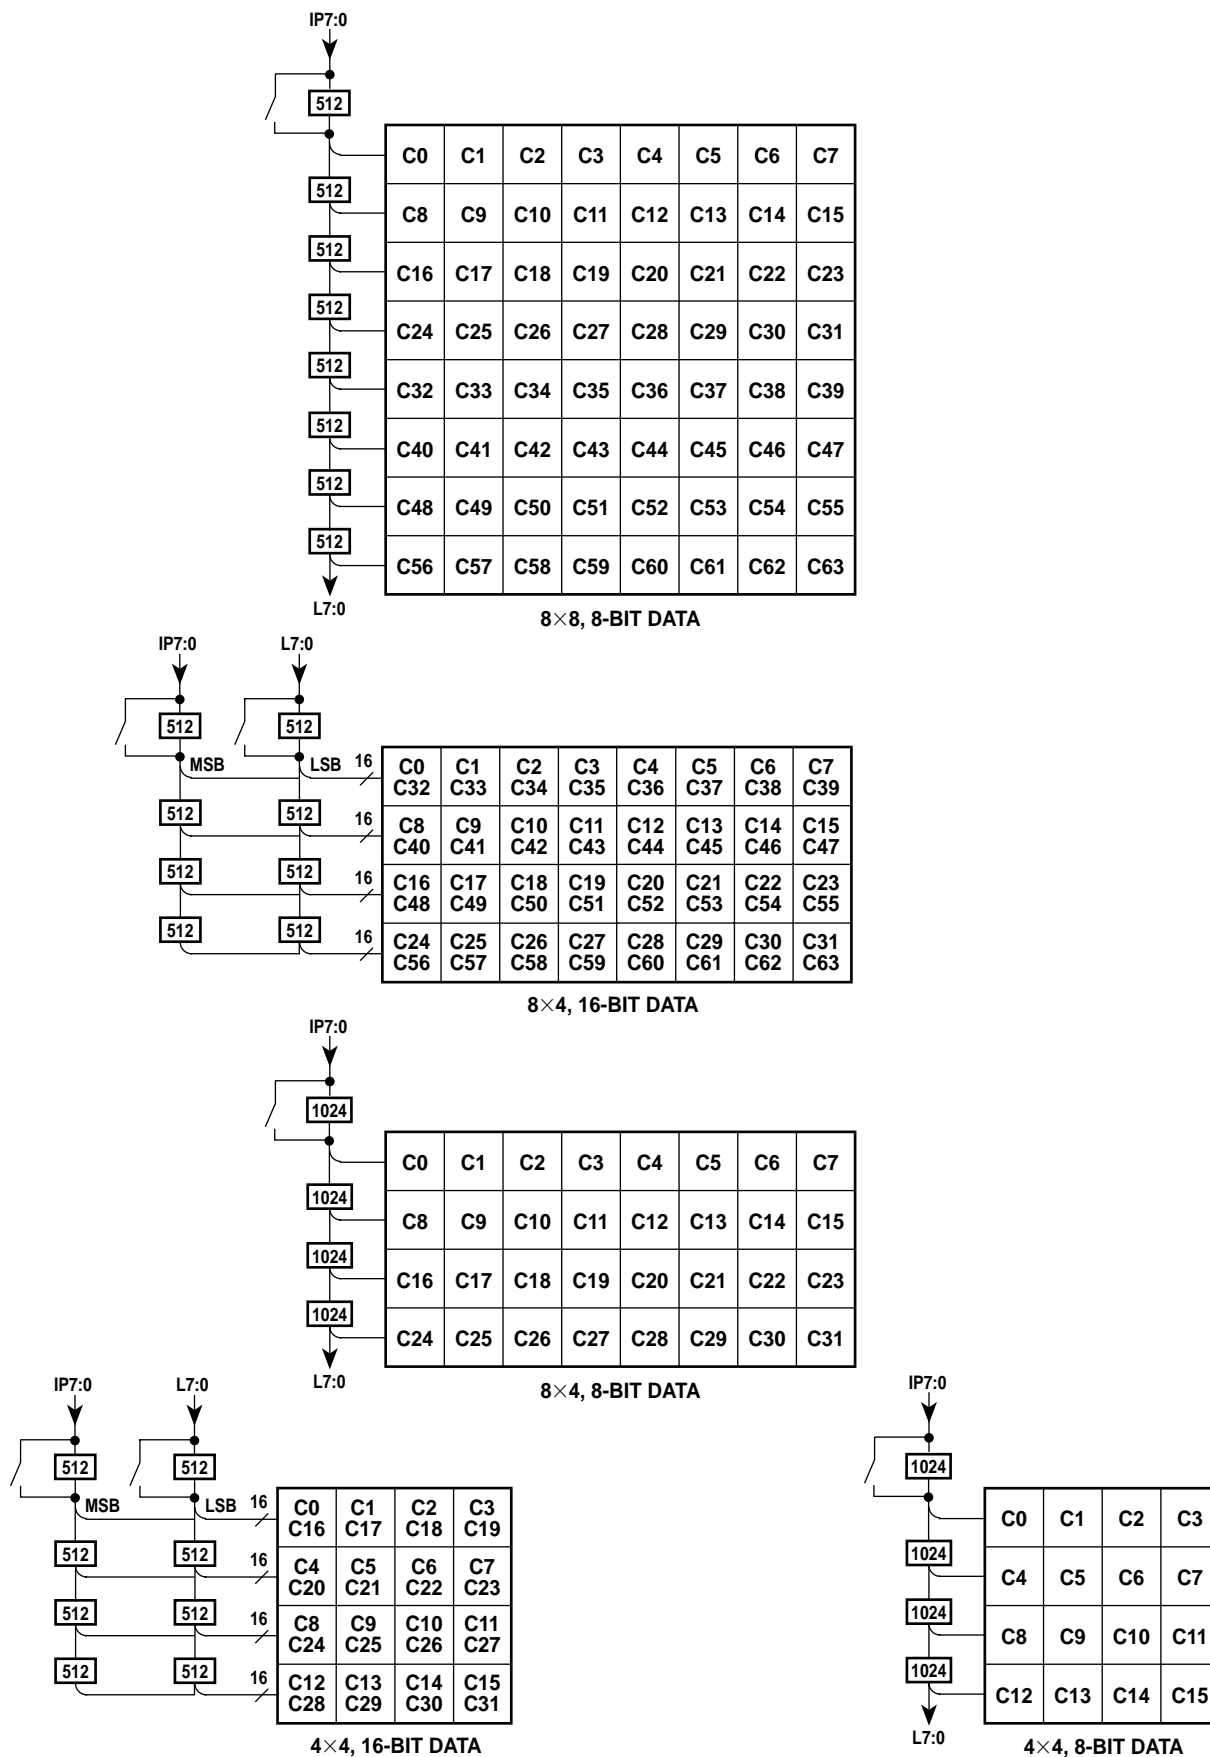 IP7:0
512
C0 C1 C2 C3 C4 C5 C6 C7
512
C8 C9 C10 C11 C12 C13 C14 C15
512
C16 C17 C18 C19 C20 C21 C22 C23
512
C24 C25 C26 C27 C28 C29 C30 C31
512
C32 C33 C34 C35 C36 C37 C38 C39
512
C40 C41 C42 C43 C44 C45 C46 C47
512
C48 C49 C50 C51 C52 C53 C54 C55
512
C56 C57 C58 C59 C60 C61 C62 C63
L7:0
8×8, 8-BIT DATA
IP7:0 L7:0
512 512
MSB LSB 16
C0 C1 C2 C3 C4 C5 C6 C7
C32 C33 C34 C35 C36 C37 C38 C39
512 512 16
C8 C9 C10 C11 C12 C13 C14 C15
C40 C41 C42 C43 C44 C45 C46 C47
512 512 16
C16 C17 C18 C19 C20 C21 C22 C23
C48 C49 C50 C51 C52 C53 C54 C55
512 512 16
C24 C25 C26 C27 C28 C29 C30 C31
C56 C57 C58 C59 C60 C61 C62 C63
8×4, 16-BIT DATA
IP7:0
1024
C0 C1 C2 C3 C4 C5 C6 C7
1024
C8 C9 C10 C11 C12 C13 C14 C15
1024
C16 C17 C18 C19 C20 C21 C22 C23
1024
C24 C25 C26 C27 C28 C29 C30 C31
L7:0
8×4, 8-BIT DATA
IP7:0 L7:0
512 512
MSB LSB 16
C0 C1 C2 C3
C16 C17 C18 C19
512 512 16
C4 C5 C6 C7
C20 C21 C22 C23
512 512 16
C8 C9 C10 C11
C24 C25 C26 C27
512 512 16
C12 C13 C14 C15
C28 C29 C30 C31
4×4, 16-BIT DATA
IP7:0
1024
C0 C1 C2 C3
1024
C4 C5 C6 C7
1024
C8 C9 C10 C11
1024
C12 C13 C14 C15
L7:0
4×4, 8-BIT DATA